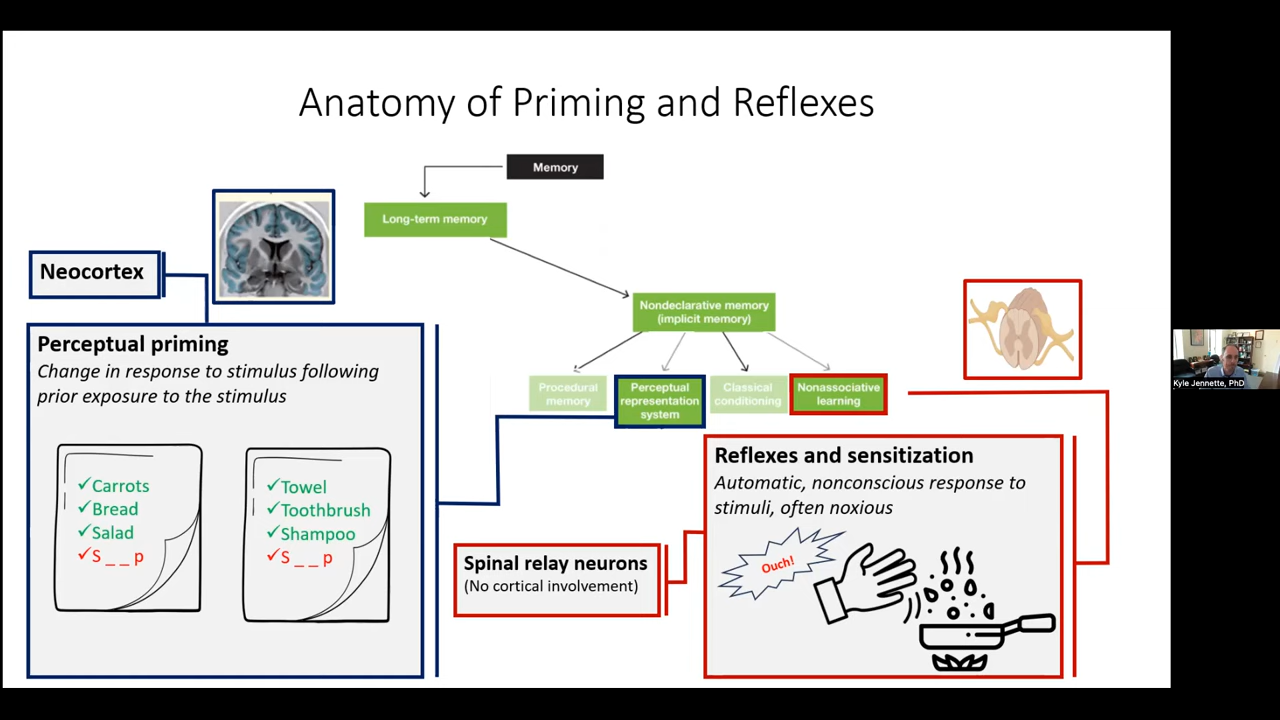 Anatomy of Priming and Reflexes
Memory
Long-term memory
Neocortex
Nondeclarative memory
(implicit memory)
Procedural
memory
Perceptual
representation
system
Classical
conditioning
Nonassociative
learning
Perceptual priming
Change in response to stimulus following
prior exposure to the stimulus
✓Carrots
✓Bread
✓Salad
✓S _ _ p
✓Towel
✓Toothbrush
✓Shampoo
✓S _ _ p
Reflexes and sensitization
Automatic, nonconscious response to
stimuli, often noxious
Ouch!
Spinal relay neurons
(No cortical involvement)
Kyle Jennette, PhD